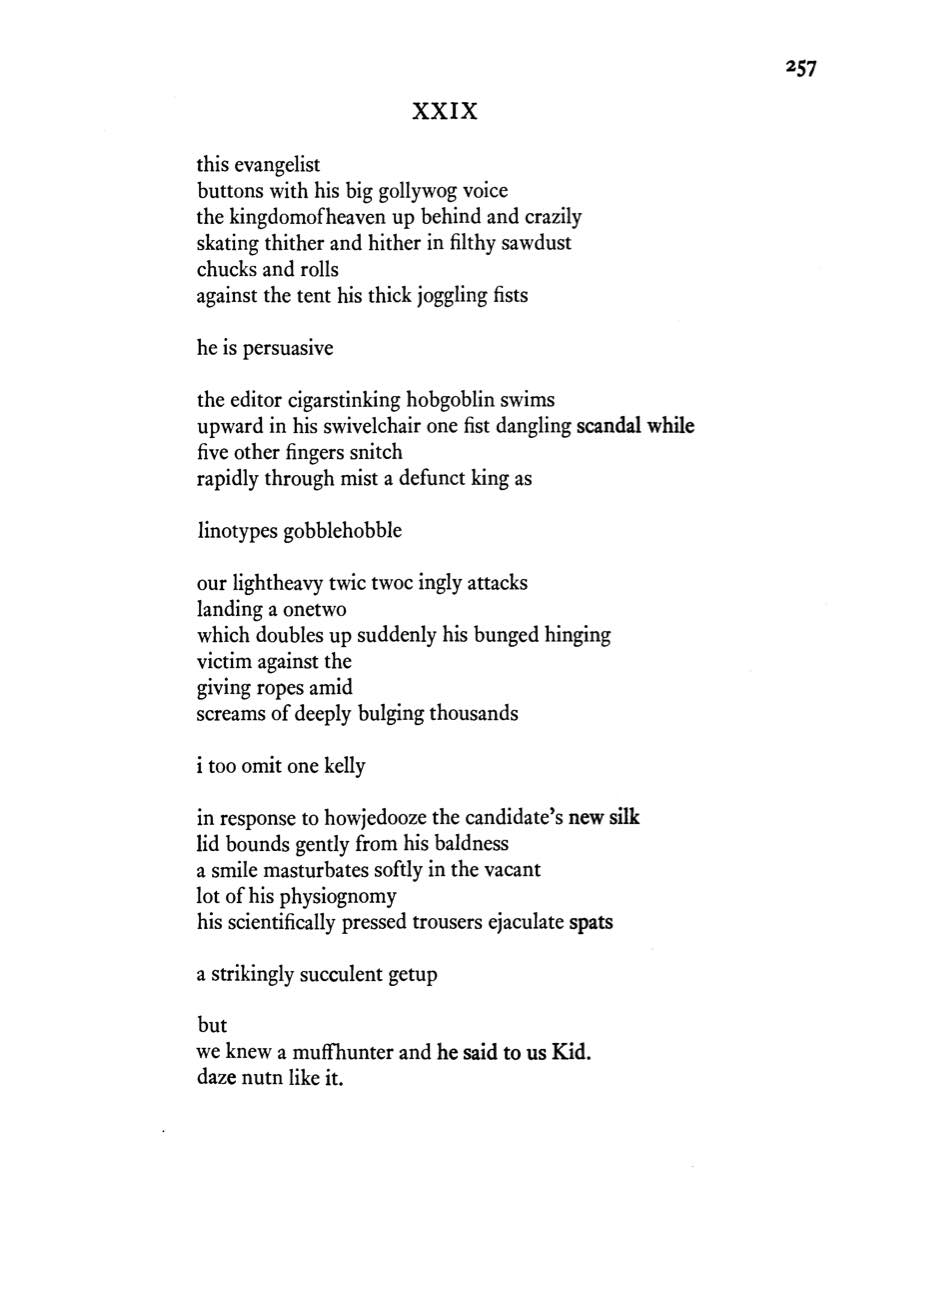 257
XXIX
this evangelist
buttons with his big gollywog voice
the kingdomofheaven up behind and crazily
skating thither and hither in filthy sawdust
chucks and rolls
against the tent his thick joggling fists
he is persuasive
the editor cigarstinking hobgoblin swims
upward in his swivelchair one fist dangling scandal while
five other fingers snitch
rapidly through mist a defunct king as
linotypes gobblehobble
our lightheavy twic twoc ingly attacks
landing a onetwo
which doubles up suddenly his bunged hinging
victim against the
giving ropes amid
screams of deeply bulging thousands
i too omit one kelly
in response to howjedooze the candidate's new silk
lid bounds gently from his baldness
a smile masturbates softly in the vacant
lot of his physiognomy
his scientifically pressed trousers ejaculate spats
a strikingly succulent getup
but
we knew a muffhunter and he said to us Kid.
daze nutn like it.